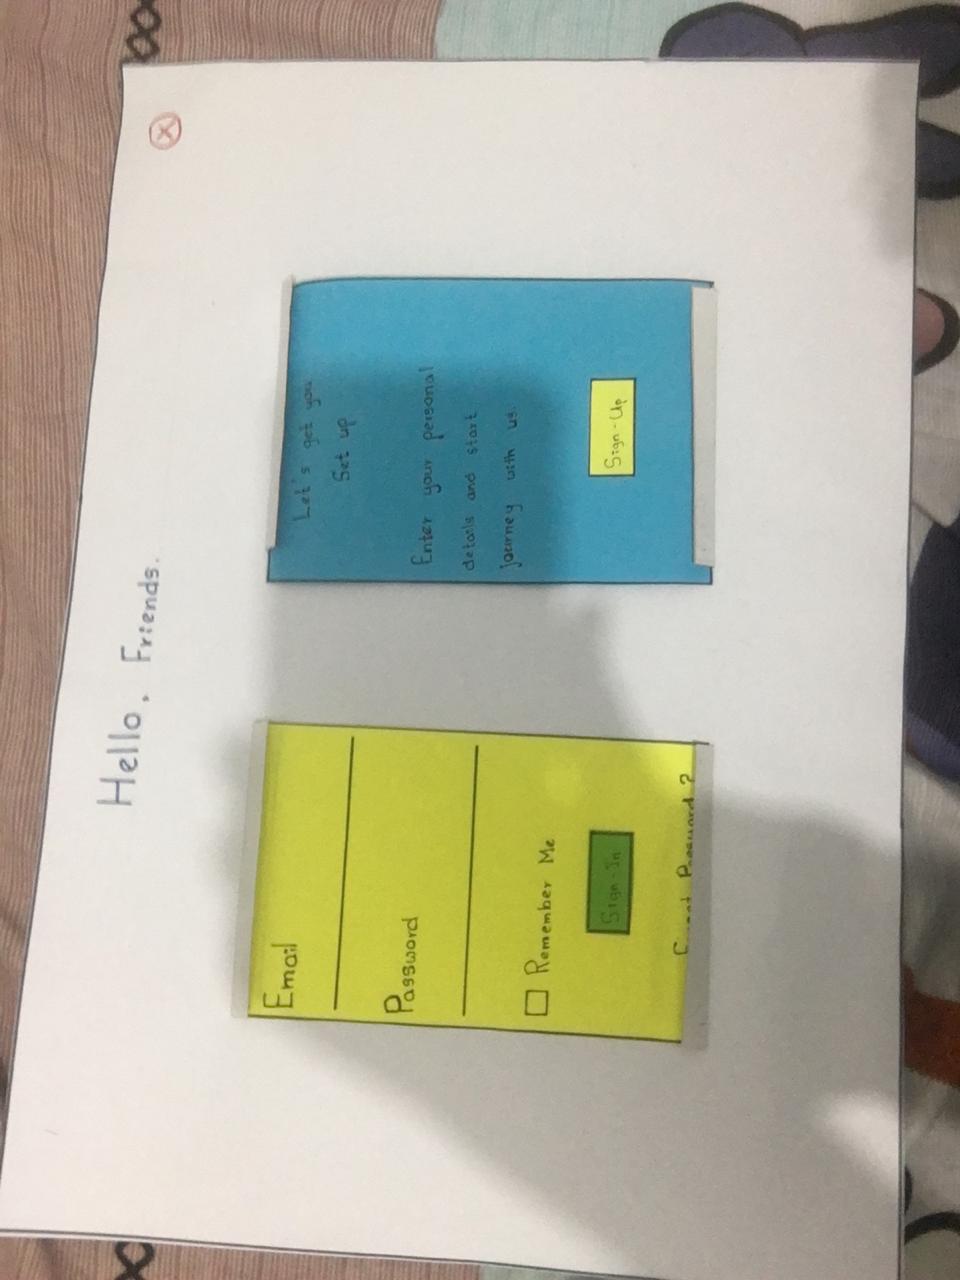 Hello, Friends.
Email
Password
Remember Me
Sign-In
Password ?
Let's get you
Set up
Enter your personal
details and start
journey with us.
Sign-Up